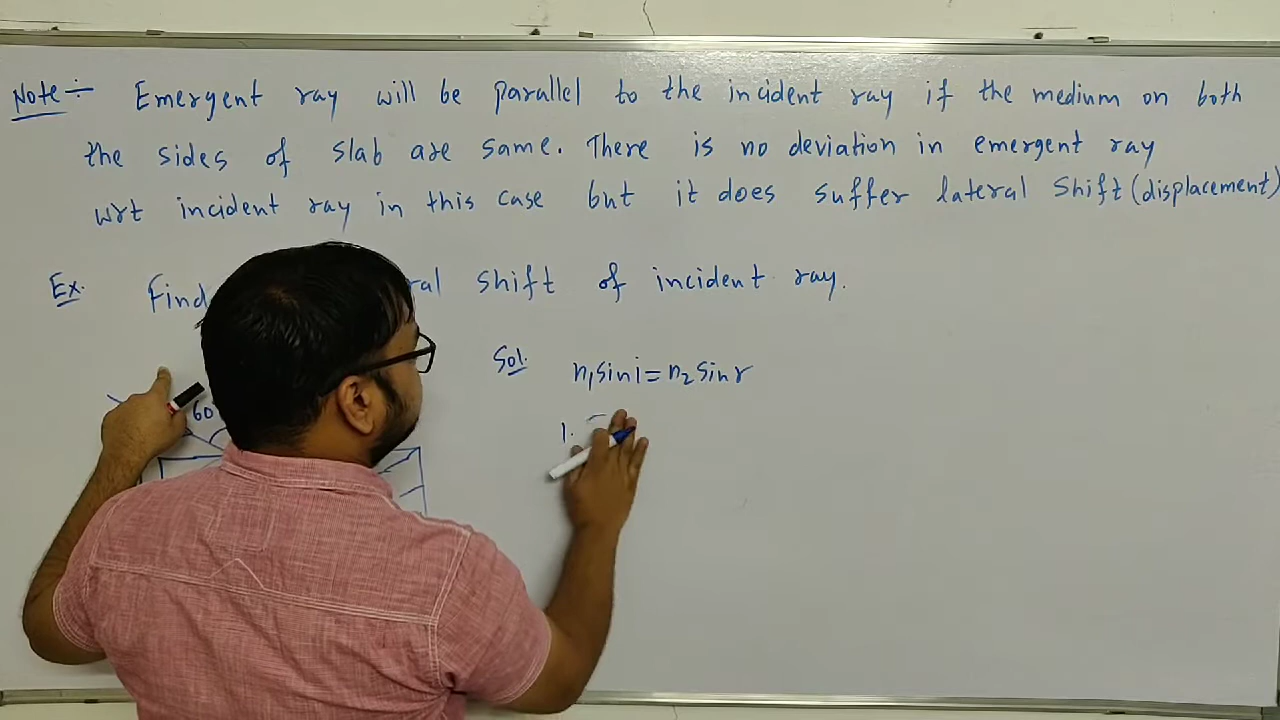 Note :- Emergent ray will be parallel to the incident ray if the medium on both
the sides of slab are same. There is no deviation in emergent ray
wrt incident ray in this case but it does suffer lateral shift (displacement)
Ex. Find ral shift of incident ray.
Sol. n₁sini = n₂sinr
60
1.